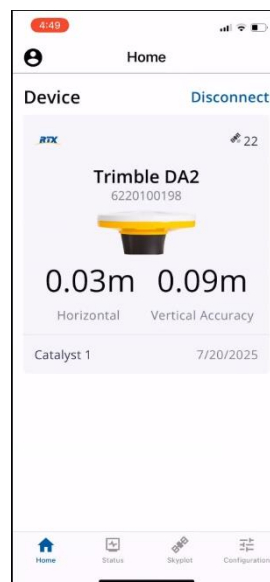 4:49
Home
Device Disconnect
RTX 22
Trimble DA2
6220100198
0.03m 0.09m
Horizontal Vertical Accuracy
Catalyst 1 7/20/2025
Home Status Skyplot Configuration